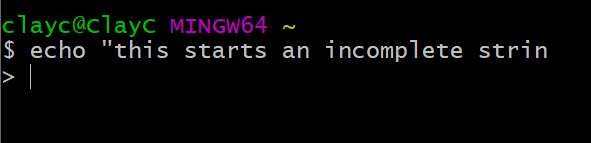 clayc@ClayC MINGW64 ~
$ echo "this starts an incomplete strin
>